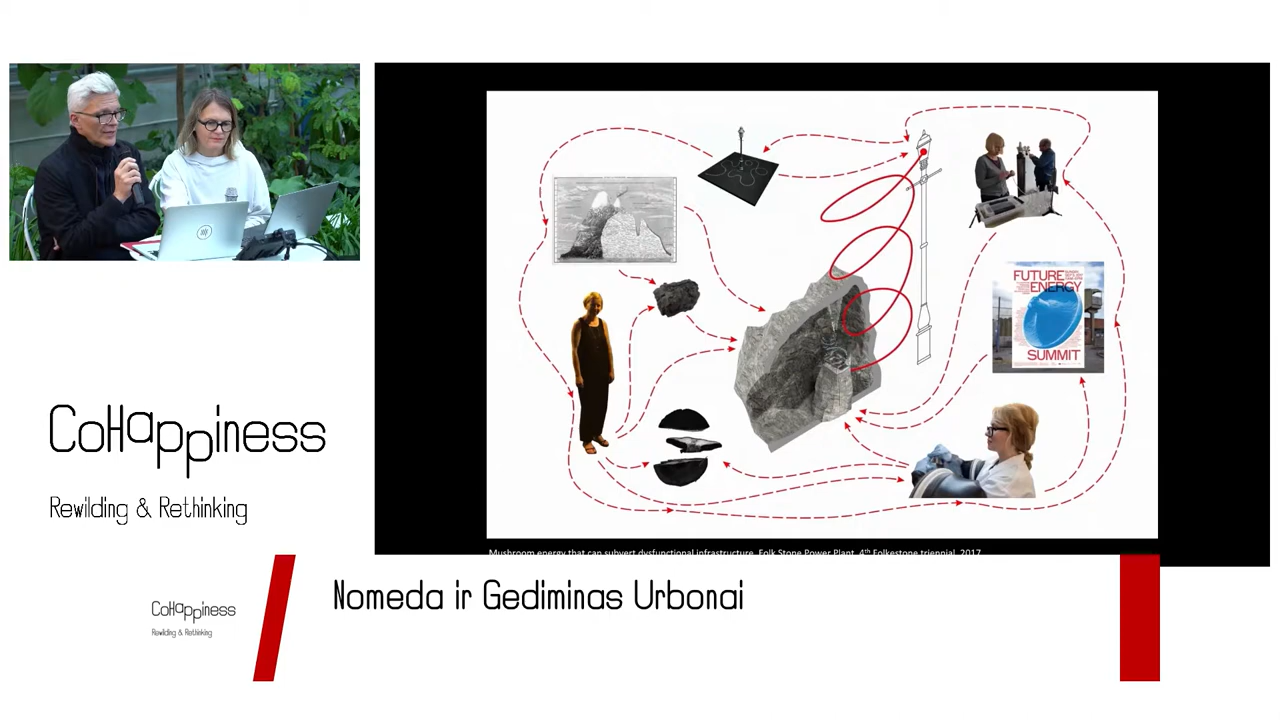 FUTURE
ENERGY
SUMMIT
CoHappiness
Rewilding & Rethinking
Mushroom energy that can subvert dysfunctional infrastructure. Folk Stone Power Plant, 4th Folkestone triennial, 2017
CoHappiness
Rewilding & Rethinking
Nomeda ir Gediminas Urbonai